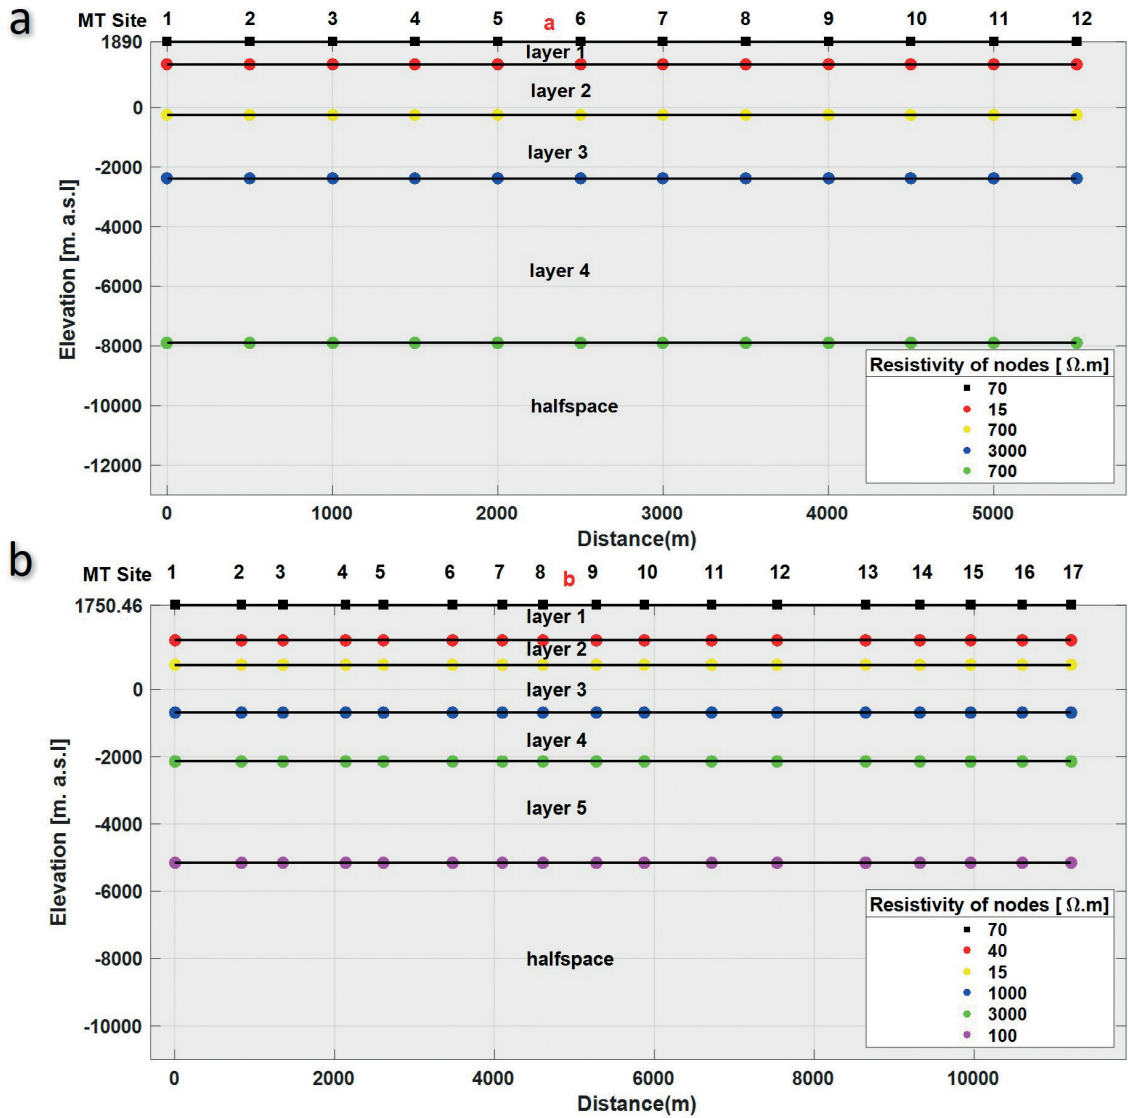 a
MT Site 1 2 3 4 5 a 6 7 8 9 10 11 12
1890
layer 1
layer 2
0
layer 3
-2000
Elevation [m. a.s.l]
-4000
layer 4
-6000
-8000
Resistivity of nodes [ Ω.m]
70
15
700
3000
700
halfspace
-10000
-12000
0 1000 2000 3000 4000 5000
Distance(m)
b
MT Site 1 2 3 4 5 6 7 8 b 9 10 11 12 13 14 15 16 17
1750.46
layer 1
layer 2
0
layer 3
layer 4
-2000
Elevation [m. a.s.l]
layer 5
-4000
-6000
Resistivity of nodes [ Ω.m]
70
40
15
1000
3000
100
halfspace
-8000
-10000
0 2000 4000 6000 8000 10000
Distance(m)